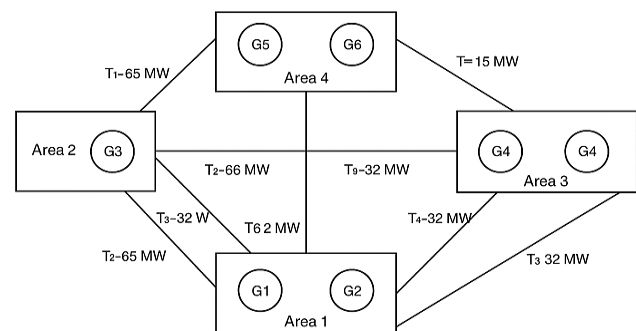 G5 G6
Area 4
T1-65 MW
T= 15 MW
Area 2 G3
G4 G4
Area 3
T2-66 MW
T9-32 MW
T3-32 W
T6 2 MW
T4-32 MW
T2-65 MW
T3 32 MW
G1 G2
Area 1